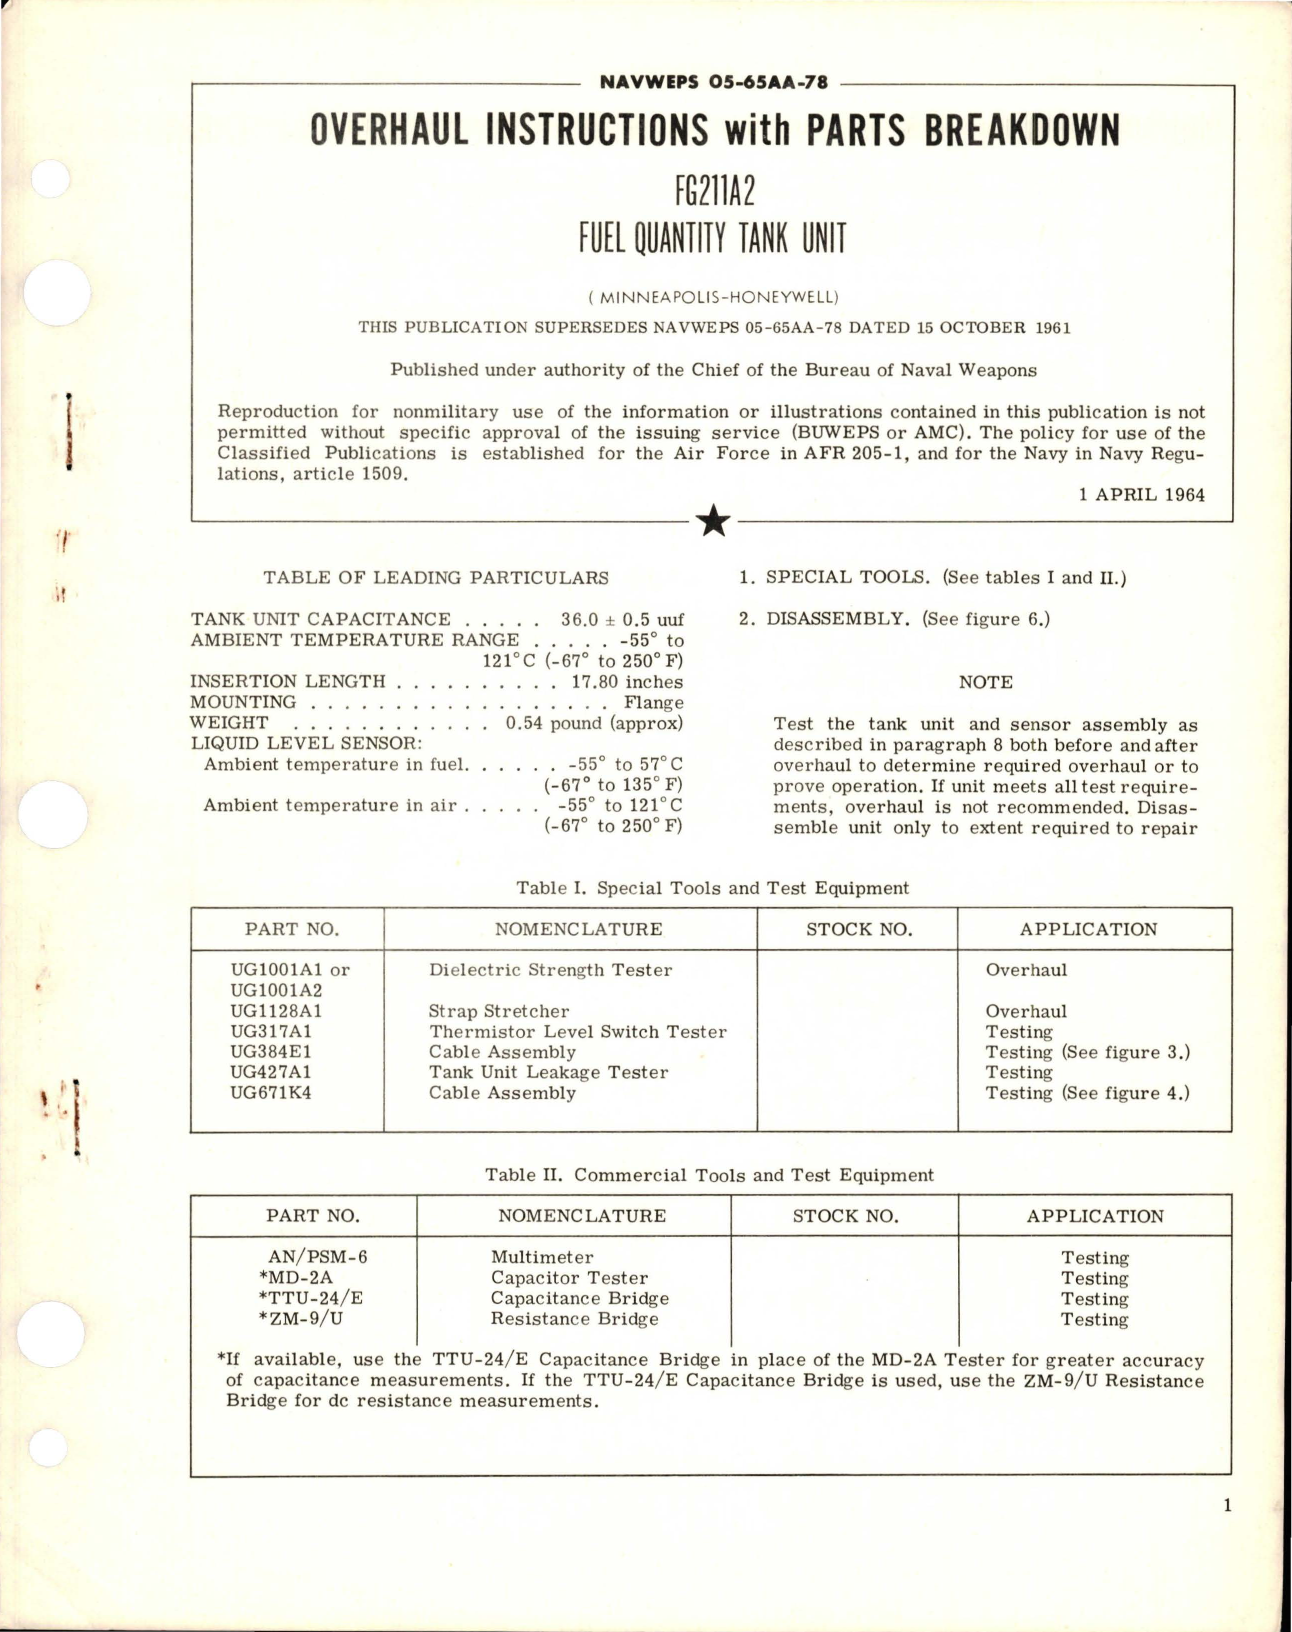 NAVWEPS 05-65AA-78
OVERHAUL INSTRUCTIONS with PARTS BREAKDOWN
FG211A2
FUEL QUANTITY TANK UNIT
( MINNEAPOLIS-HONEYWELL)
THIS PUBLICATION SUPERSEDES NAVWEPS 05-65AA-78 DATED 15 OCTOBER 1961
Published under authority of the Chief of the Bureau of Naval Weapons
Reproduction for nonmilitary use of the information or illustrations contained in this publication is not
permitted without specific approval of the issuing service (BUWEPS or AMC). The policy for use of the
Classified Publications is established for the Air Force in AFR 205-1, and for the Navy in Navy Regu-
lations, article 1509.
1 APRIL 1964
TABLE OF LEADING PARTICULARS
TANK UNIT CAPACITANCE . . . . . 36.0 ± 0.5 uuf
AMBIENT TEMPERATURE RANGE . . . . . -55° to
121°C (-67° to 250°F)
INSERTION LENGTH . . . . . . . . . . 17.80 inches
MOUNTING . . . . . . . . . . . . . . . . . . Flange
WEIGHT . . . . . . . . . . . . 0.54 pound (approx)
LIQUID LEVEL SENSOR:
Ambient temperature in fuel. . . . . . . -55° to 57°C
(-67° to 135°F)
Ambient temperature in air . . . . . -55° to 121°C
(-67° to 250°F)
1. SPECIAL TOOLS. (See tables I and II.)
2. DISASSEMBLY. (See figure 6.)
NOTE
Test the tank unit and sensor assembly as
described in paragraph 8 both before and after
overhaul to determine required overhaul or to
prove operation. If unit meets all test require-
ments, overhaul is not recommended. Disas-
semble unit only to extent required to repair
Table I. Special Tools and Test Equipment
PART NO. NOMENCLATURE STOCK NO. APPLICATION
UG1001A1 or Dielectric Strength Tester Overhaul
UG1001A2
UG1128A1 Strap Stretcher Overhaul
UG317A1 Thermistor Level Switch Tester Testing
UG384E1 Cable Assembly Testing (See figure 3.)
UG427A1 Tank Unit Leakage Tester Testing
UG671K4 Cable Assembly Testing (See figure 4.)
Table II. Commercial Tools and Test Equipment
PART NO. NOMENCLATURE STOCK NO. APPLICATION
AN/PSM-6 Multimeter Testing
*MD-2A Capacitor Tester Testing
*TTU-24/E Capacitance Bridge Testing
*ZM-9/U Resistance Bridge Testing
*If available, use the TTU-24/E Capacitance Bridge in place of the MD-2A Tester for greater accuracy
of capacitance measurements. If the TTU-24/E Capacitance Bridge is used, use the ZM-9/U Resistance
Bridge for dc resistance measurements.
1